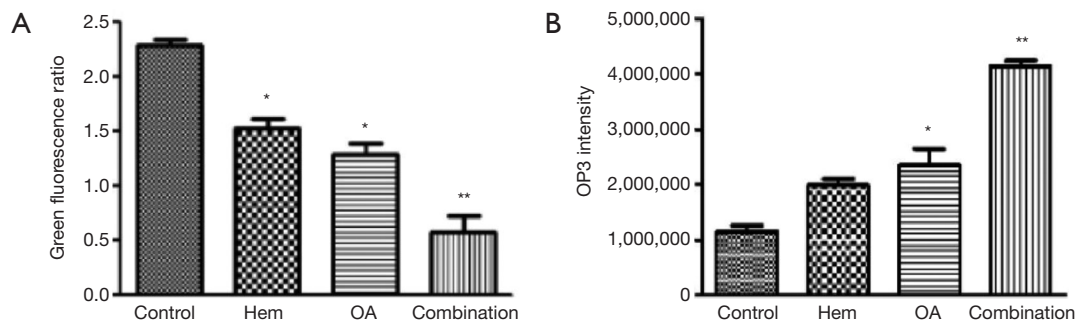 A
Green fluorescence ratio
2.5
2.0
1.5
1.0
0.5
0.0
*
*
**
Control Hem OA Combination
B
OP3 intensity
5,000,000
4,000,000
3,000,000
2,000,000
1,000,000
0
*
**
Control Hem OA Combination